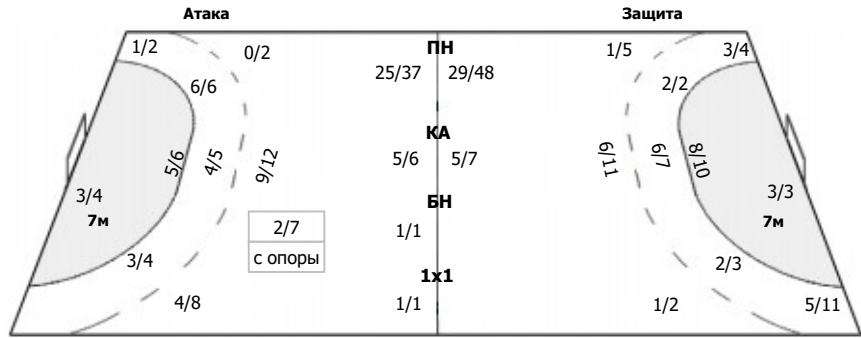 Атака Защита
1/2 0/2 ПН 1/5 3/4
6/6 25/37 29/48 2/2
КА
5/6 4/5 9/12 5/6 5/7 6/11 6/7 8/10
3/4 БН 3/3
7м 2/7 1/1 7м
3/4 с опоры 2/3
1x1
4/8 1/1 1/2 5/11